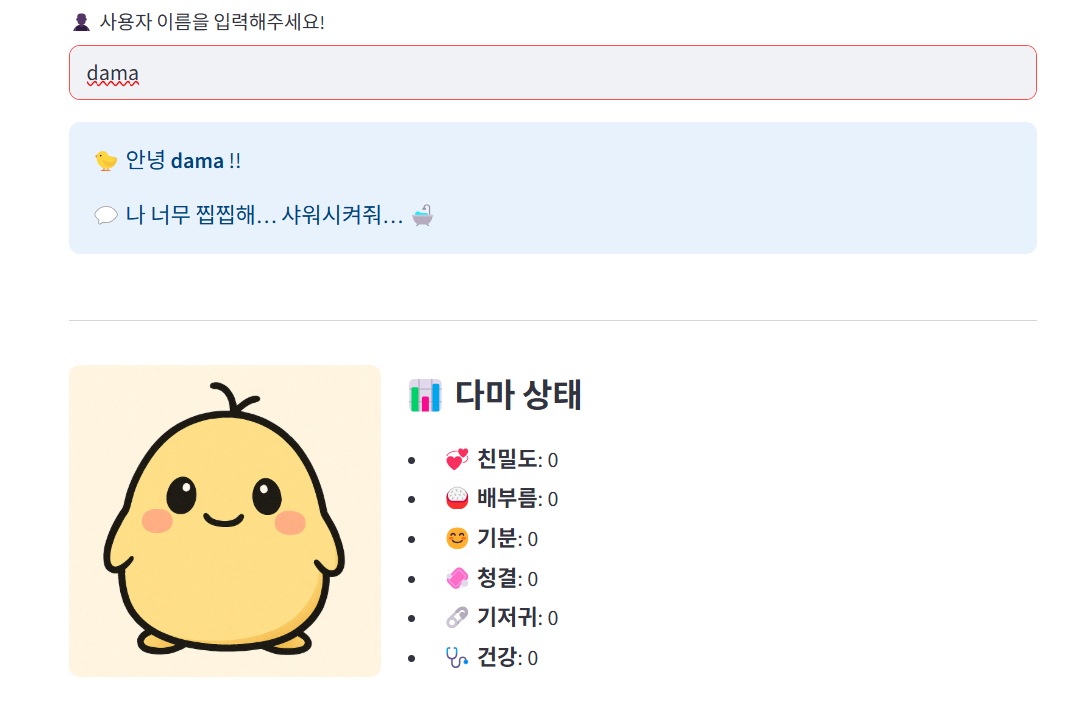 👤 사용자 이름을 입력해주세요!
dama
🐤 안녕 dama !!
💬 나 너무 찝찝해… 샤워시켜줘… 🛁
📊 다마 상태
• 💞 친밀도: 0
• 🍚 배부름: 0
• 😊 기분: 0
• 🧼 청결: 0
• 🔗 기저귀: 0
• 🩺 건강: 0